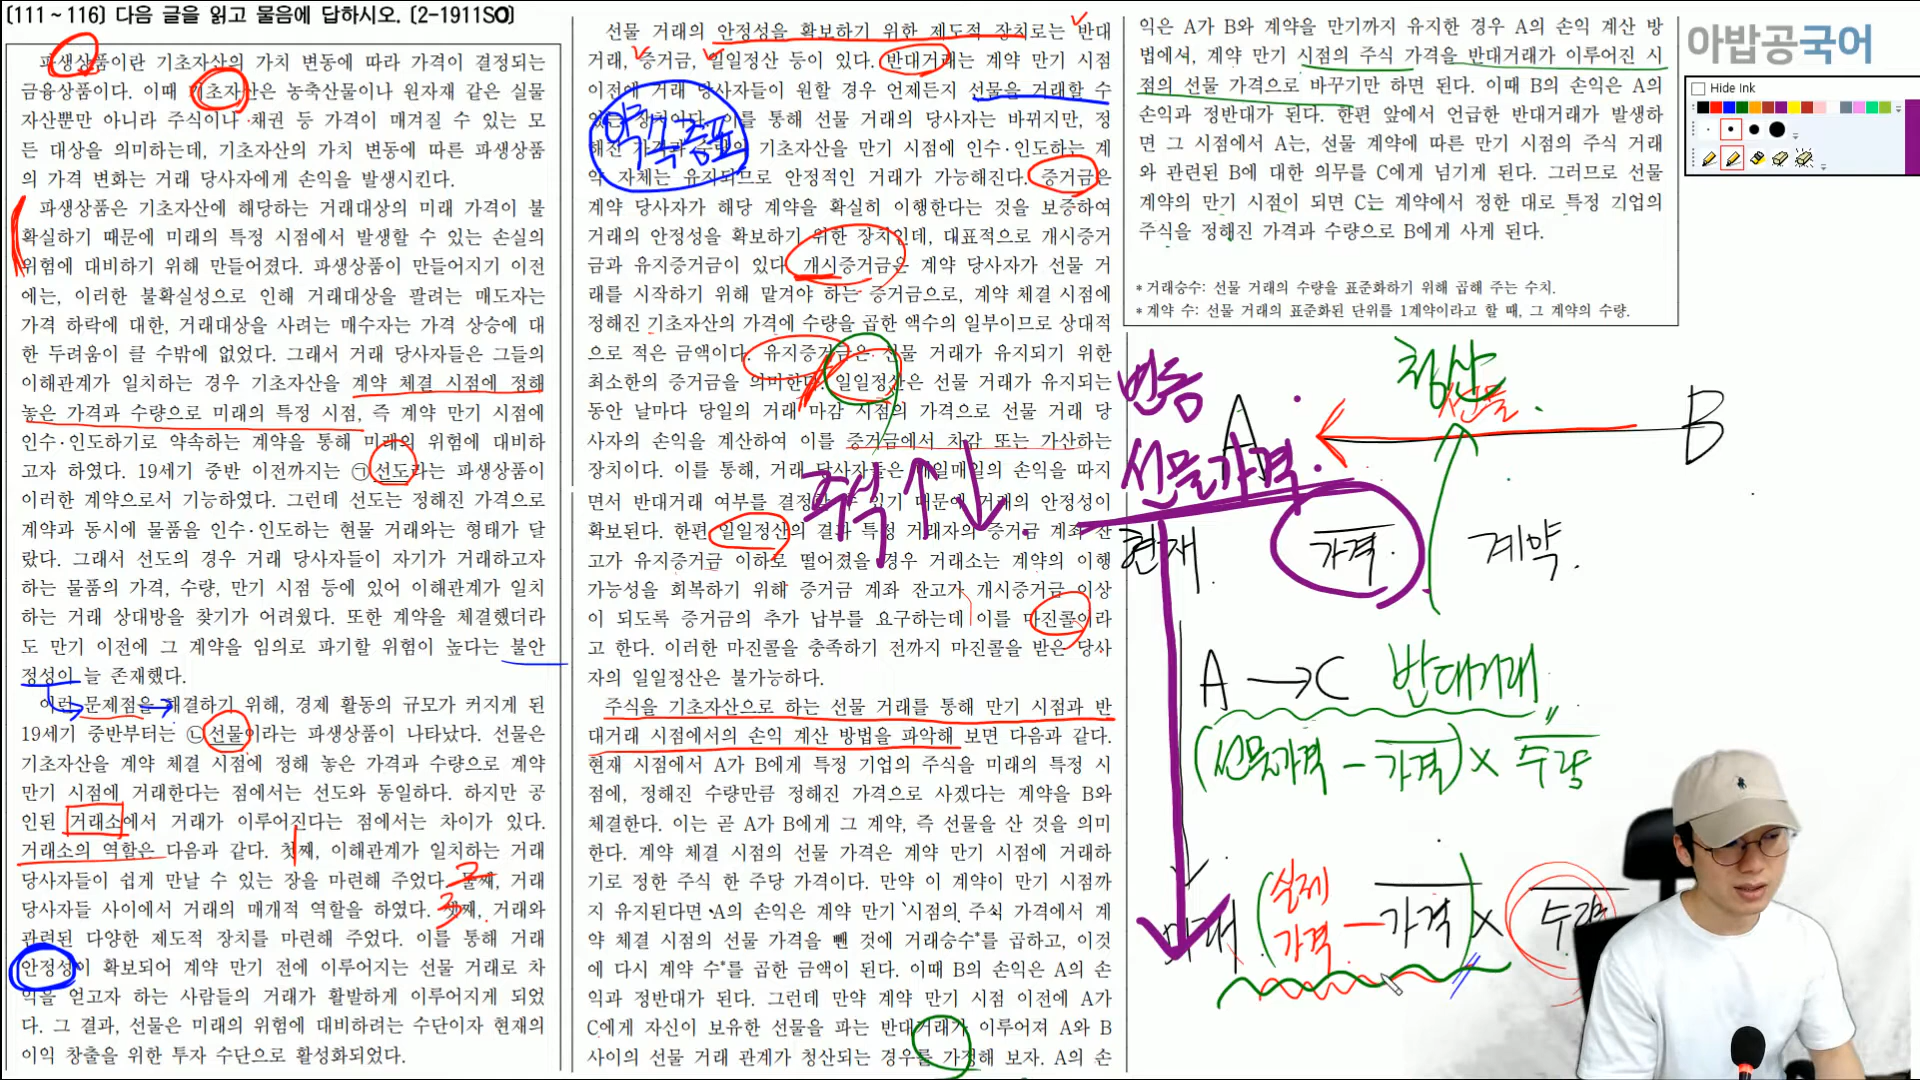 [111 ~ 116] 다음 글을 읽고 물음에 답하시오. [2-1911SO]
파생상품이란 기초자산의 가치 변동에 따라 가격이 결정되는
금융상품이다. 이때 기초자산은 농축산물이나 원자재 같은 실물
자산뿐만 아니라 주식이나 채권 등 가격이 매겨질 수 있는 모
든 대상을 의미하는데, 기초자산의 가치 변동에 따른 파생상품
의 가격 변화는 거래 당사자에게 손익을 발생시킨다.
파생상품은 기초자산에 해당하는 거래대상의 미래 가격이 불
확실하기 때문에 미래의 특정 시점에서 발생할 수 있는 손실의
위험에 대비하기 위해 만들어졌다. 파생상품이 만들어지기 이전
에는, 이러한 불확실성으로 인해 거래대상을 팔려는 매도자는
가격 하락에 대한, 거래대상을 사려는 매수자는 가격 상승에 대
한 두려움이 클 수밖에 없었다. 그래서 거래 당사자들은 그들의
이해관계가 일치하는 경우 기초자산을 계약 체결 시점에 정해
놓은 가격과 수량으로 미래의 특정 시점, 즉 계약 만기 시점에
인수·인도하기로 약속하는 계약을 통해 미래의 위험에 대비하
고자 하였다. 19세기 중반 이전까지는 ㉠선도라는 파생상품이
이러한 계약으로서 기능하였다. 그런데 선도는 정해진 가격으로
계약과 동시에 물품을 인수·인도하는 현물 거래와는 형태가 달
랐다. 그래서 선도의 경우 거래 당사자들이 자기가 거래하고자
하는 물품의 가격, 수량, 만기 시점 등에 있어 이해관계가 일치
하는 거래 상대방을 찾기가 어려웠다. 또한 계약을 체결했더라
도 만기 이전에 그 계약을 임의로 파기할 위험이 높다는 불안
정성이 늘 존재했다.
이런 문제점을 해결하기 위해, 경제 활동의 규모가 커지게 된
19세기 중반부터는 ㉡선물이라는 파생상품이 나타났다. 선물은
기초자산을 계약 체결 시점에 정해 놓은 가격과 수량으로 계약
만기 시점에 거래한다는 점에서는 선도와 동일하다. 하지만 공
인된 거래소에서 거래가 이루어진다는 점에서는 차이가 있다.
거래소의 역할은 다음과 같다. 첫째, 이해관계가 일치하는 거래
당사자들이 쉽게 만날 수 있는 장을 마련해 주었다. 둘째, 거래
2
당사자들 사이에서 거래의 매개적 역할을 하였다. 셋째, 거래와
3
관련된 다양한 제도적 장치를 마련해 주었다. 이를 통해 거래
안정성이 확보되어 계약 만기 전에 이루어지는 선물 거래로 차
익을 얻고자 하는 사람들의 거래가 활발하게 이루어지게 되었
다. 그 결과, 선물은 미래의 위험에 대비하려는 수단이자 현재의
이익 창출을 위한 투자 수단으로 활성화되었다.
선물 거래의 안정성을 확보하기 위한 제도적 장치로는 반대
거래, 증거금, 일일정산 등이 있다. 반대거래는 계약 만기 시점
이전에 거래 당사자들이 원할 경우 언제든지 선물을 거래할 수
있는 장치이다. 이를 통해 선물 거래의 당사자는 바뀌지만, 정
약속증표
해진 가격과 수량의 기초자산을 만기 시점에 인수·인도하는 계
약 자체는 유지되므로 안정적인 거래가 가능해진다. 증거금은
계약 당사자가 해당 계약을 확실히 이행한다는 것을 보증하여
거래의 안정성을 확보하기 위한 장치인데, 대표적으로 개시증거
금과 유지증거금이 있다. 개시증거금은 계약 당사자가 선물 거
래를 시작하기 위해 맡겨야 하는 증거금으로, 계약 체결 시점에
정해진 기초자산의 가격에 수량을 곱한 액수의 일부이므로 상대적
으로 적은 금액이다. 유지증거금은 선물 거래가 유지되기 위한
최소한의 증거금을 의미한다. 일일정산은 선물 거래가 유지되는
동안 날마다 당일의 거래 마감 시점의 가격으로 선물 거래 당
사자의 손익을 계산하여 이를 증거금에서 차감 또는 가산하는
장치이다. 이를 통해, 거래 당사자들은 매일매일의 손익을 따지
면서 반대거래 여부를 결정할 수 있기 때문에 거래의 안정성이
주식
확보된다. 한편 일일정산의 결과 특정 거래자의 증거금 계좌 잔
고가 유지증거금 이하로 떨어졌을 경우 거래소는 계약의 이행
가능성을 회복하기 위해 증거금 계좌 잔고가 개시증거금 이상
이 되도록 증거금의 추가 납부를 요구하는데 이를 마진콜이라
고 한다. 이러한 마진콜을 충족하기 전까지 마진콜을 받은 당사
자의 일일정산은 불가능하다.
주식을 기초자산으로 하는 선물 거래를 통해 만기 시점과 반
대거래 시점에서의 손익 계산 방법을 파악해 보면 다음과 같다.
현재 시점에서 A가 B에게 특정 기업의 주식을 미래의 특정 시
점에, 정해진 수량만큼 정해진 가격으로 사겠다는 계약을 B와
체결한다. 이는 곧 A가 B에게 그 계약, 즉 선물을 산 것을 의미
한다. 계약 체결 시점의 선물 가격은 계약 만기 시점에 거래하
기로 정한 주식 한 주당 가격이다. 만약 이 계약이 만기 시점까
지 유지된다면 A의 손익은 계약 만기 시점의 주식 가격에서 계
약 체결 시점의 선물 가격을 뺀 것에 거래승수*를 곱하고, 이것
에 다시 계약 수*를 곱한 금액이 된다. 이때 B의 손익은 A의 손
익과 정반대가 된다. 그런데 만약 계약 만기 시점 이전에 A가
C에게 자신이 보유한 선물을 파는 반대거래가 이루어져 A와 B
사이의 선물 거래 관계가 청산되는 경우를 가정해 보자. A의 손
익은 A가 B와 계약을 만기까지 유지한 경우 A의 손익 계산 방
법에서, 계약 만기 시점의 주식 가격을 반대거래가 이루어진 시
점의 선물 가격으로 바꾸기만 하면 된다. 이때 B의 손익은 A의
손익과 정반대가 된다. 한편 앞에서 언급한 반대거래가 발생하
면 그 시점에서 A는, 선물 계약에 따른 만기 시점의 주식 거래
와 관련된 B에 대한 의무를 C에게 넘기게 된다. 그러므로 선물
계약의 만기 시점이 되면 C는 계약에서 정한 대로 특정 기업의
주식을 정해진 가격과 수량으로 B에게 사게 된다.
* 거래승수: 선물 거래의 수량을 표준화하기 위해 곱해 주는 수치.
* 계약 수: 선물 거래의 표준화된 단위를 1계약이라고 할 때, 그 계약의 수량.
변동
청산
선물
A
B
선물가격
현재
가격
계약
A → C 반대거래
(선물가격 - 가격) × 수량
미래 (실제가격 - 가격) × 수량
아밥공국어
Hide Ink